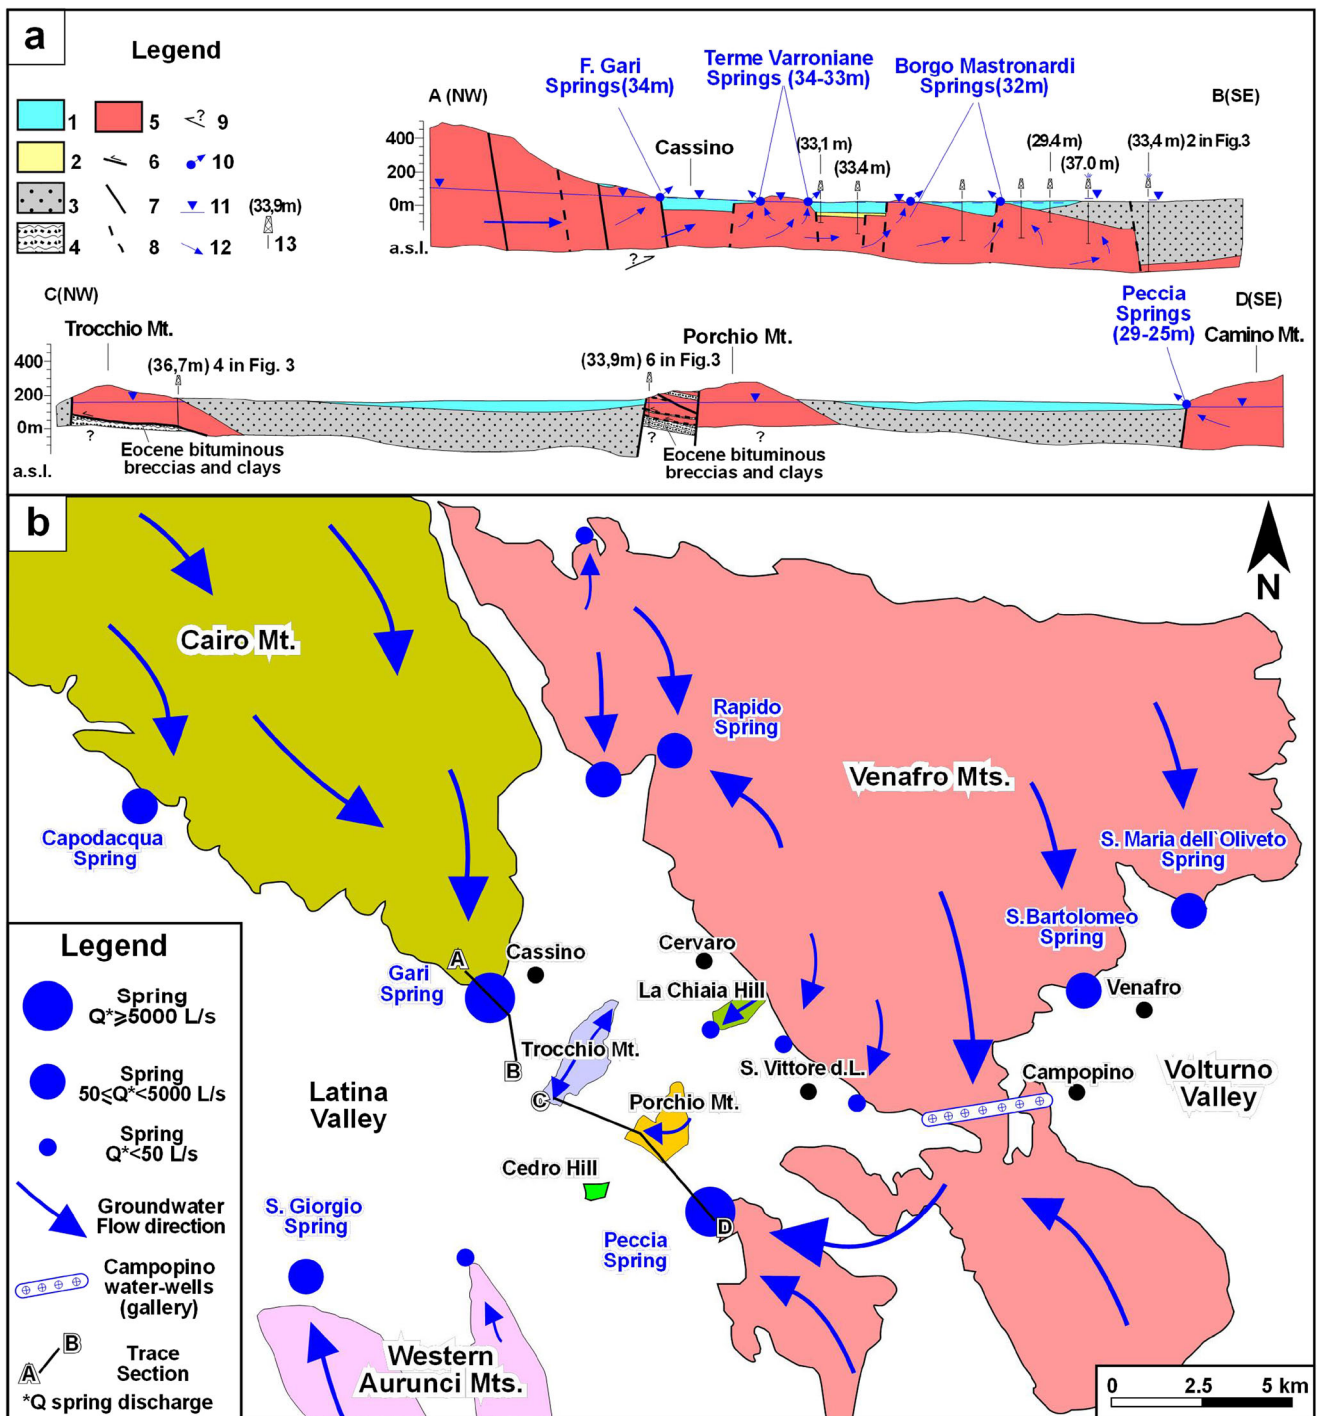 a
Legend
1
5
9
2
6
10
3
7
11
4
8
12
(33,9m)
13
?
F. Gari
Springs(34m)
Terme Varroniane
Springs (34-33m)
Borgo Mastronardi
Springs(32m)
A (NW)
B(SE)
Cassino
(33,1 m)
(33.4 m)
(29.4 m)
(37.0 m)
(33,4 m) 2 in Fig.3
400
200
0m
a.s.l.
?
C(NW)
Trocchio Mt.
(36,7m) 4 in Fig. 3
(33,9m) 6 in Fig.3
Porchio Mt.
Peccia
Springs
(29-25m)
D(SE)
Camino Mt.
400
200
0m
a.s.l.
?
Eocene bituminous
breccias and clays
?
?
Eocene bituminous
breccias and clays
b
N
Cairo Mt.
Rapido
Spring
Venafro Mts.
Capodacqua
Spring
S. Maria dell`Oliveto
Spring
S.Bartolomeo
Spring
A
Cassino
Gari
Spring
Cervaro
La Chiaia Hill
Venafro
B
Trocchio Mt.
S. Vittore d.L.
Campopino
Volturno
Valley
Latina
Valley
C
Porchio Mt.
Cedro Hill
S. Giorgio
Spring
Peccia
Spring
D
Western
Aurunci Mts.
Legend
Spring
Q*⩾5000 L/s
Spring
50⩽Q*<5000 L/s
Spring
Q*<50 L/s
Groundwater
Flow direction
Campopino
water-wells
(gallery)
A
B
Trace
Section
*Q spring discharge
0
2.5
5 km